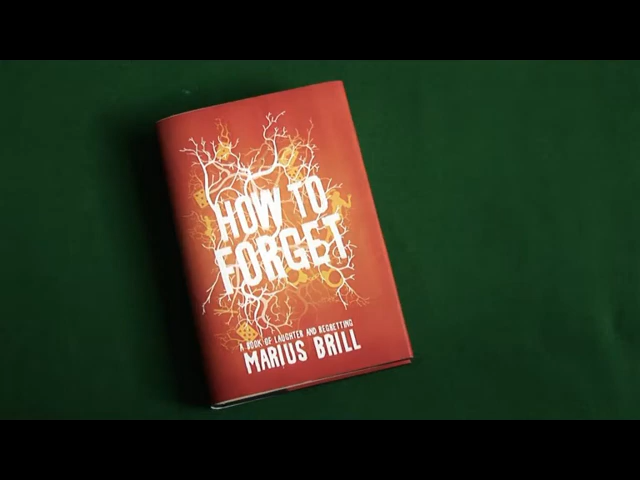 HOW TO
FORGET
A BOOK OF LAUGHTER AND REGRETTING
MARIUS BRILL